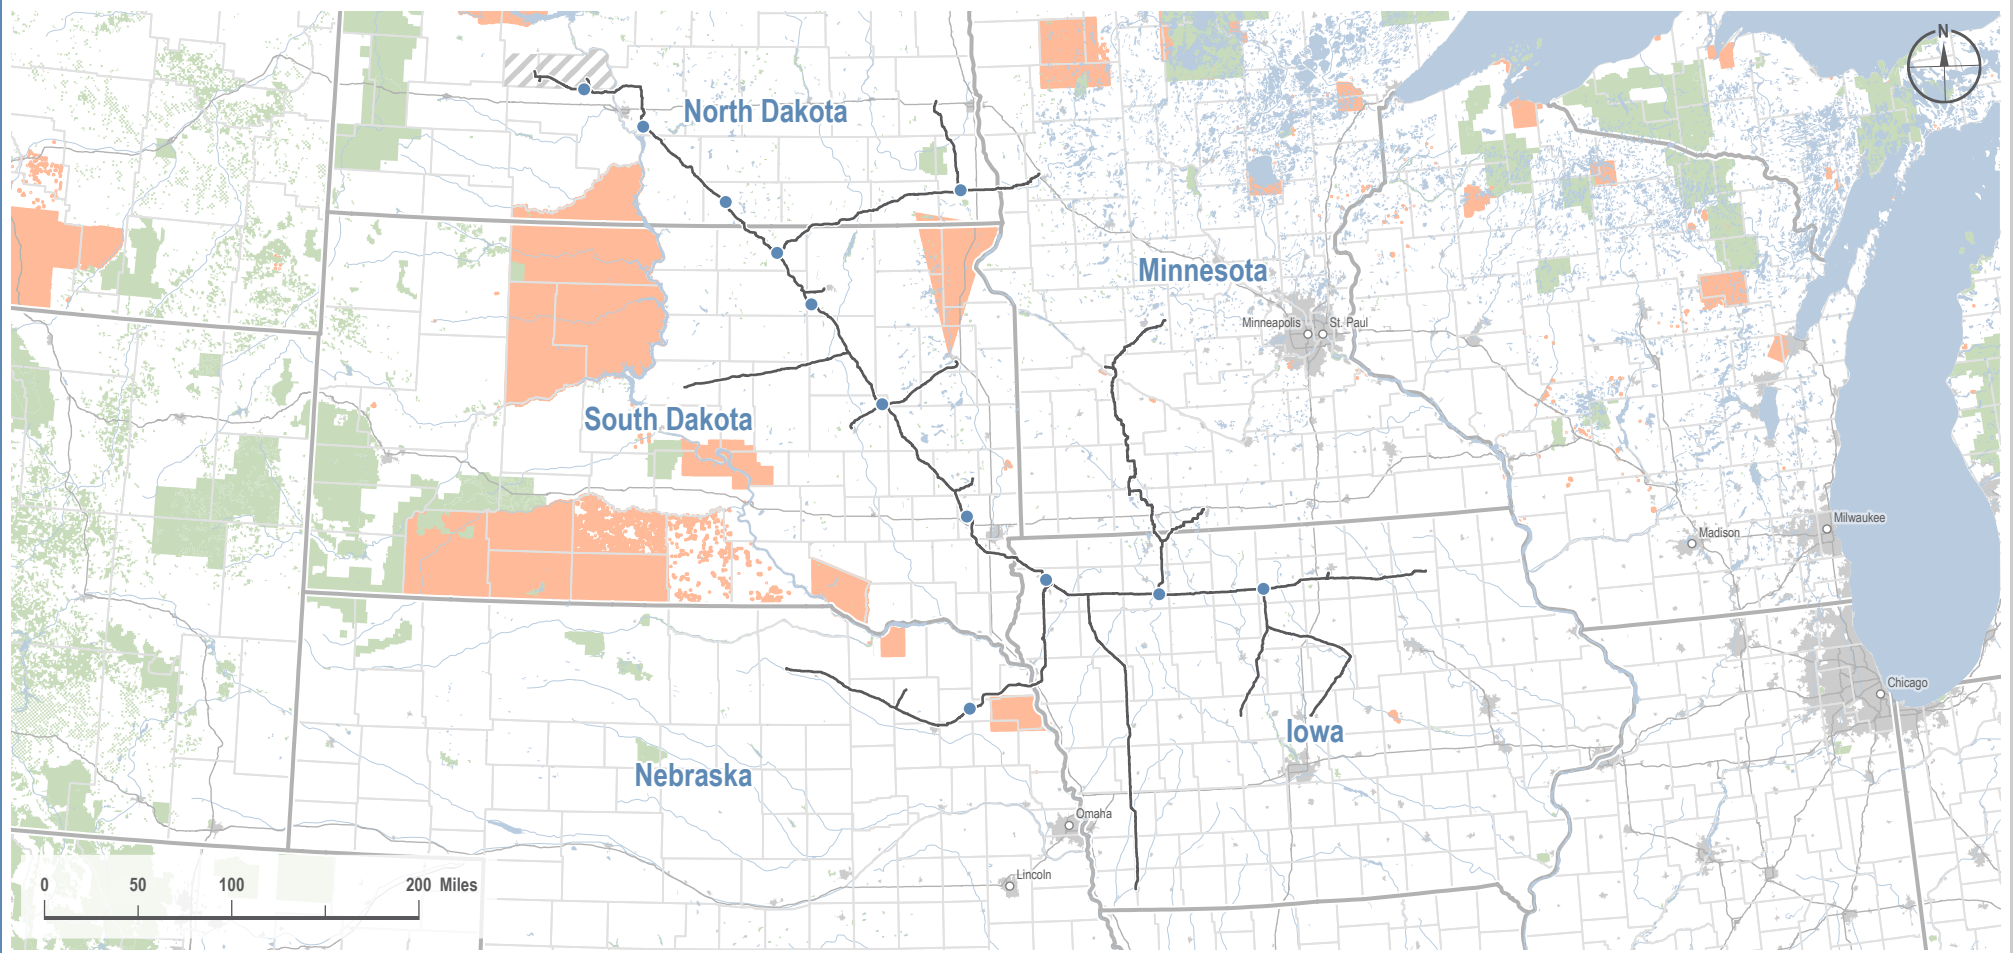 N
North Dakota
Minnesota
Minneapolis
St. Paul
South Dakota
Milwaukee
Madison
Chicago
Iowa
Nebraska
Omaha
Lincoln
0 50 100 200 Miles